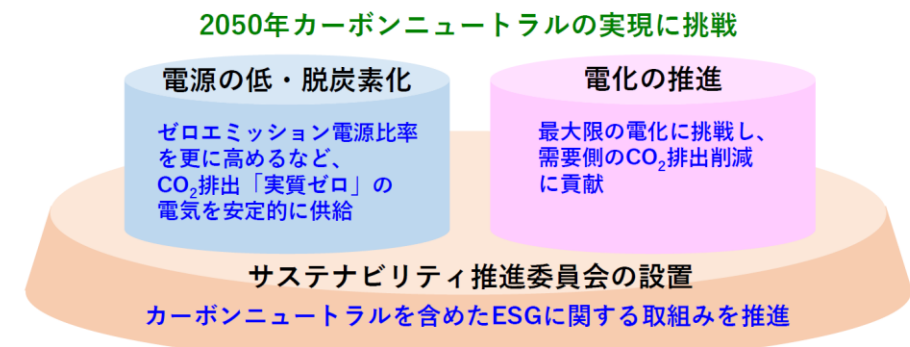 2050年カーボンニュートラルの実現に挑戦
電源の低・脱炭素化
ゼロエミッション電源比率
を更に高めるなど、
CO₂排出「実質ゼロ」の
電気を安定的に供給
電化の推進
最大限の電化に挑戦し、
需要側のCO₂排出削減
に貢献
サステナビリティ推進委員会の設置
カーボンニュートラルを含めたESGに関する取組みを推進